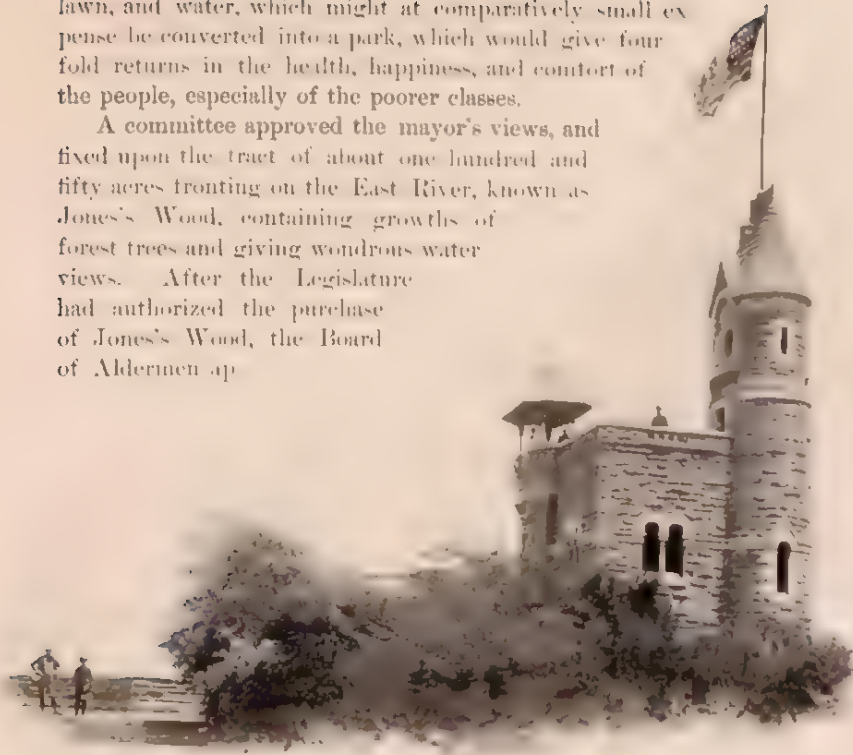 lawn, and water, which might at comparatively small ex
pense be converted into a park, which would give four
fold returns in the health, happiness, and comfort of
the people, especially of the poorer classes.
A committee approved the mayor's views, and
fixed upon the tract of about one hundred and
fifty acres fronting on the East River, known as
Jones's Wood, containing growths of
forest trees and giving wondrous water
views. After the Legislature
had authorized the purchase
of Jones's Wood, the Board
of Aldermen ap